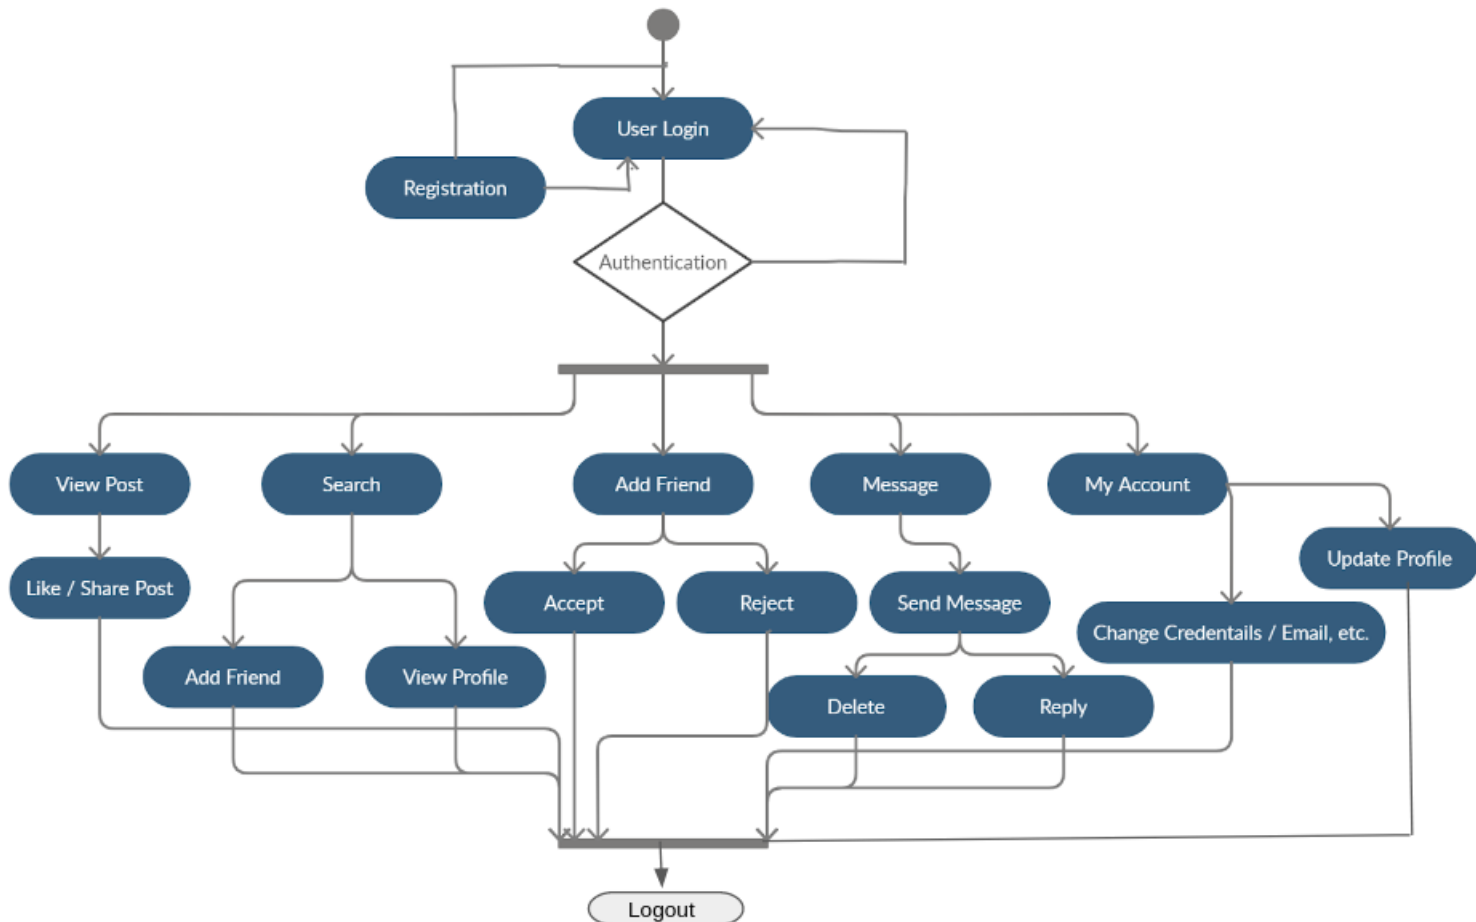 User Login
Registration
Authentication
View Post
Search
Add Friend
Message
My Account
Update Profile
Like / Share Post
Accept
Reject
Send Message
Change Credentails / Email, etc.
Add Friend
View Profile
Delete
Reply
Logout